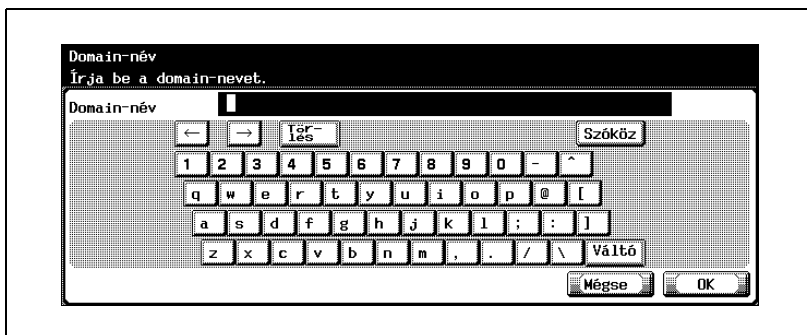 Domain-név
Írja be a domain-nevet.
Domain-név
← → Tör-
lés Szóköz
1 2 3 4 5 6 7 8 9 0 - ^
q w e r t y u i o p @ [
a s d f g h j k l ; : ]
z x c v b n m , . / \ Váltó
Mégse OK